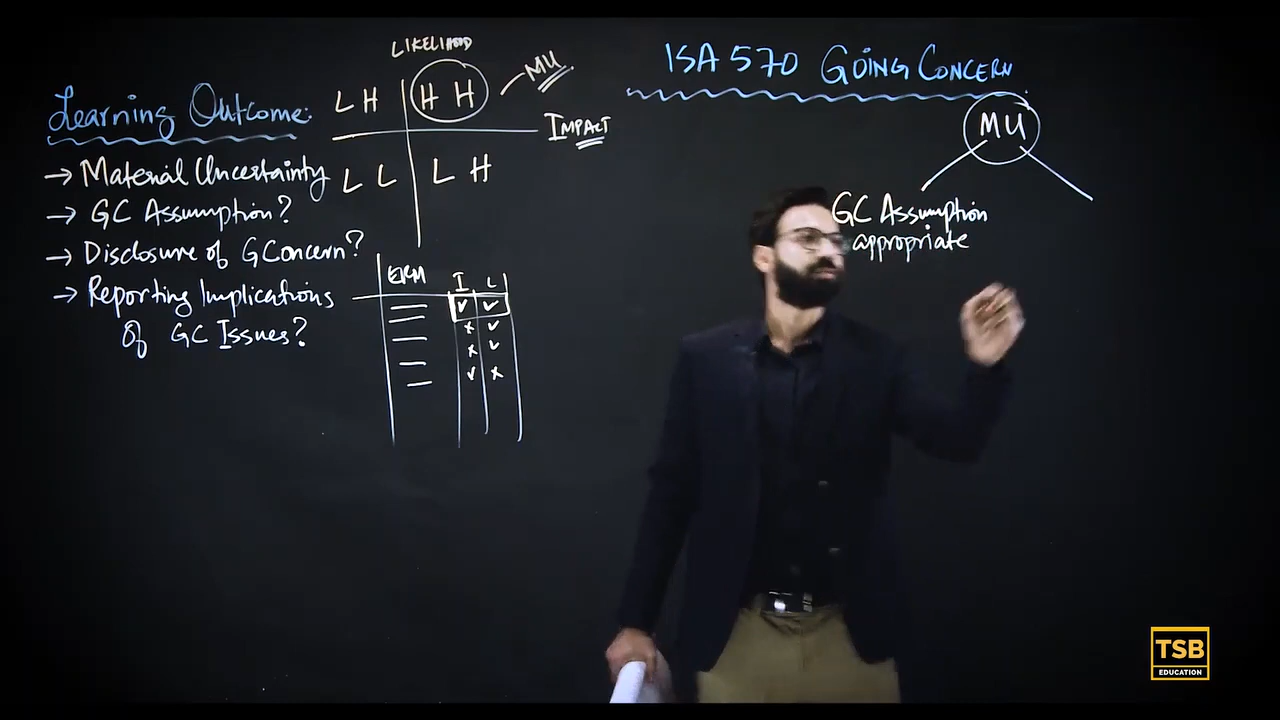 Learning Outcome:
→ Material Uncertainty
→ GC Assumption?
→ Disclosure of GConcern?
→ Reporting Implications
of GC Issues?
LIKELIHOOD
L H
H H
MU
IMPACT
L L
L H
I L
✓ ✓
x ✓
x ✓
✓ x
ISA 570 GOING CONCERN
MU
GC Assumption
appropriate
TSB
EDUCATION